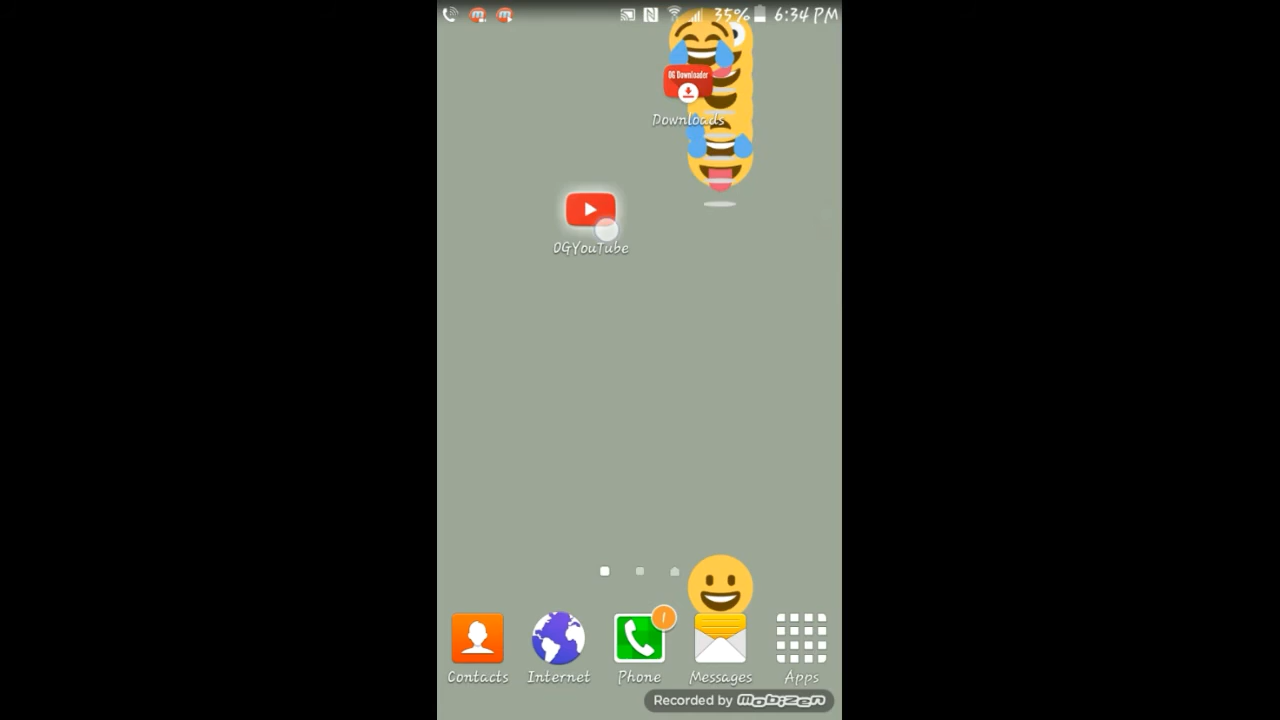 35% 6:34 PM
OG Downloader
Downloads
OGYouTube
1
Contacts Internet Phone Messages Apps
Recorded by mobizen